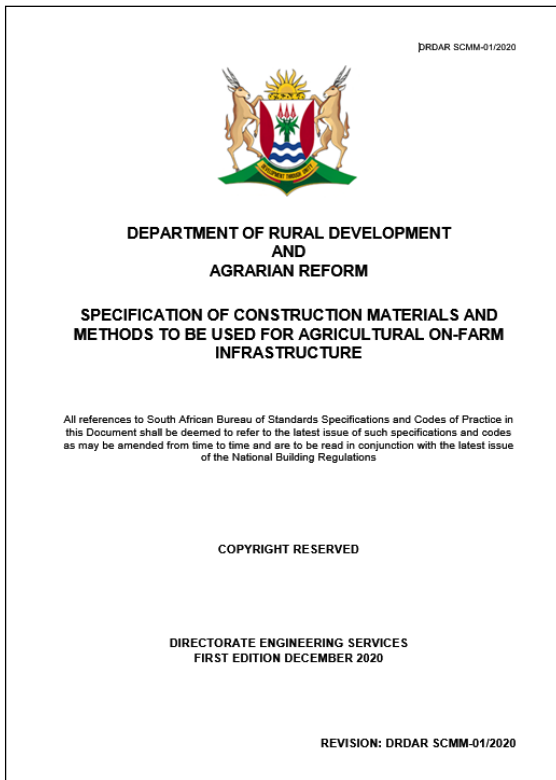 DRDAR SCMM-01/2020
DEVELOPMENT THROUGH UNITY
DEPARTMENT OF RURAL DEVELOPMENT
AND
AGRARIAN REFORM
SPECIFICATION OF CONSTRUCTION MATERIALS AND
METHODS TO BE USED FOR AGRICULTURAL ON-FARM
INFRASTRUCTURE
All references to South African Bureau of Standards Specifications and Codes of Practice in
this Document shall be deemed to refer to the latest issue of such specifications and codes
as may be amended from time to time and are to be read in conjunction with the latest issue
of the National Building Regulations
COPYRIGHT RESERVED
DIRECTORATE ENGINEERING SERVICES
FIRST EDITION DECEMBER 2020
REVISION: DRDAR SCMM-01/2020